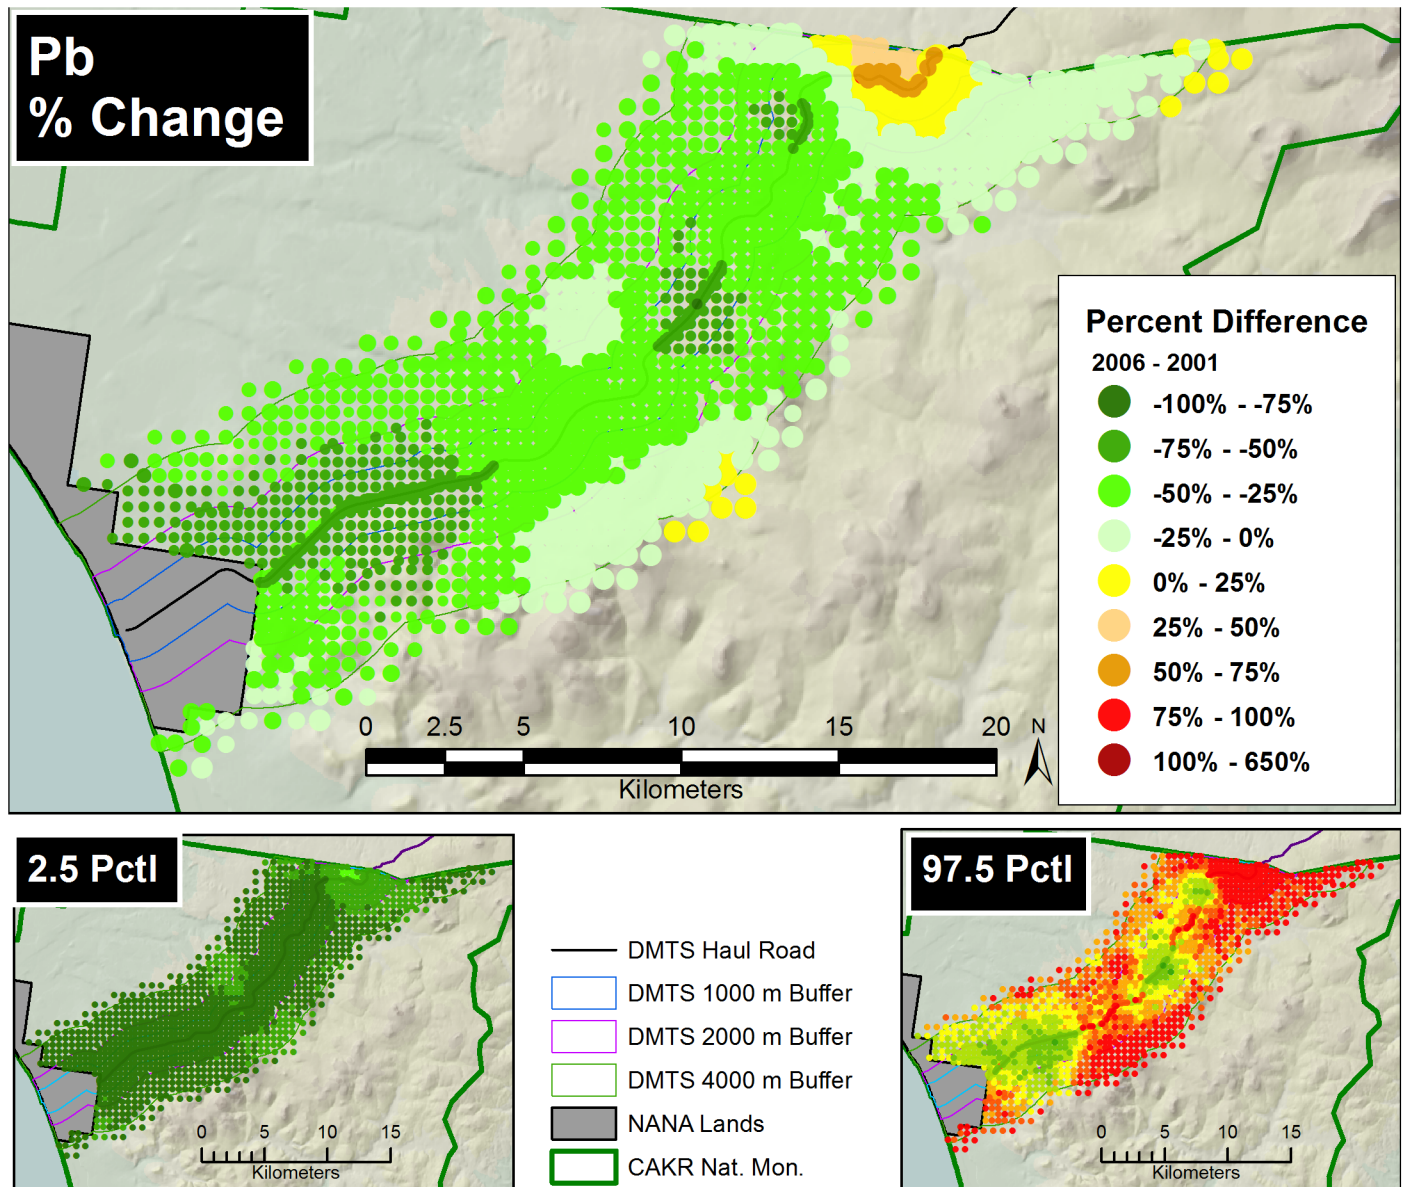 Pb
% Change
Percent Difference
2006 - 2001
-100% - -75%
-75% - -50%
-50% - -25%
-25% - 0%
0% - 25%
25% - 50%
50% - 75%
75% - 100%
100% - 650%
0 2.5 5 10 15 20
N
Kilometers
2.5 Pctl
0 5 10 15
Kilometers
DMTS Haul Road
DMTS 1000 m Buffer
DMTS 2000 m Buffer
DMTS 4000 m Buffer
NANA Lands
CAKR Nat. Mon.
97.5 Pctl
0 5 10 15
Kilometers